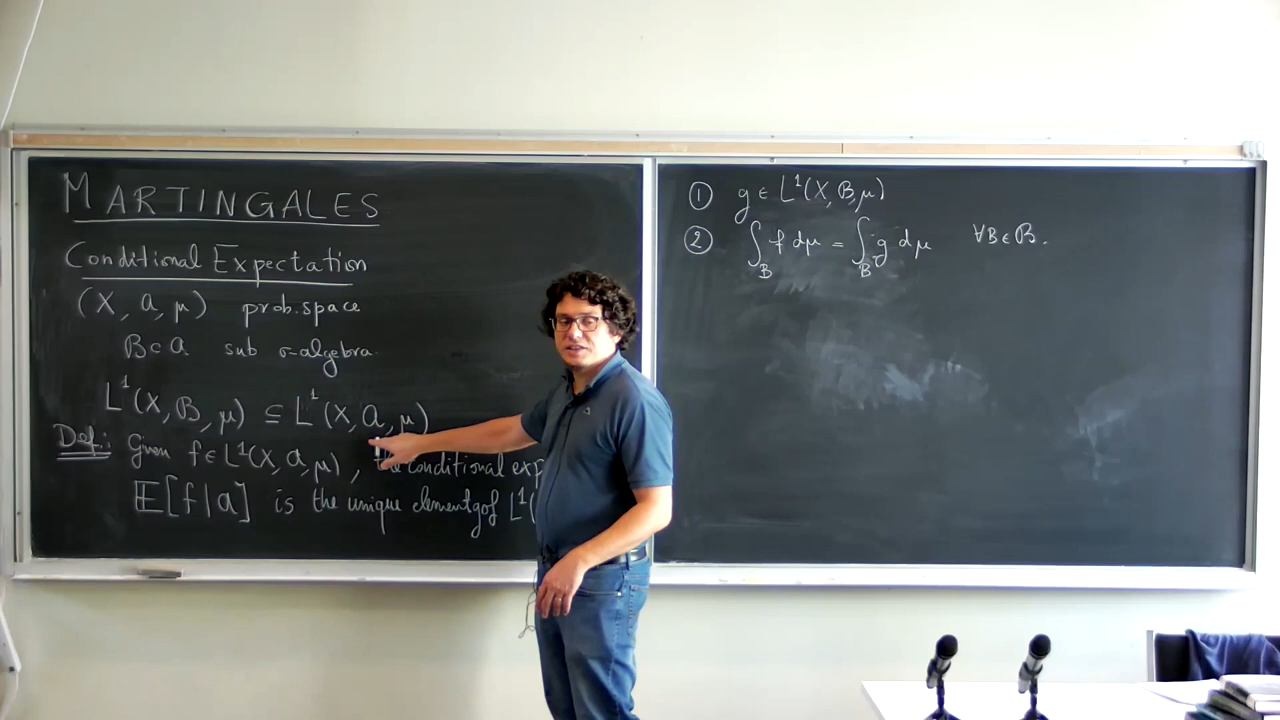 MARTINGALES
Conditional Expectation
(X, a, μ) prob. space
B ⊂ a sub σ-algebra.
L¹(X, B, μ) ⊆ L¹(X, a, μ)
Def.: Given f ∈ L¹(X, a, μ), the conditional exp
E[f|a] is the unique element g of L¹(
① g ∈ L¹(X, B, μ)
② ∫_B f dμ = ∫_B g dμ ∀B ∈ B.